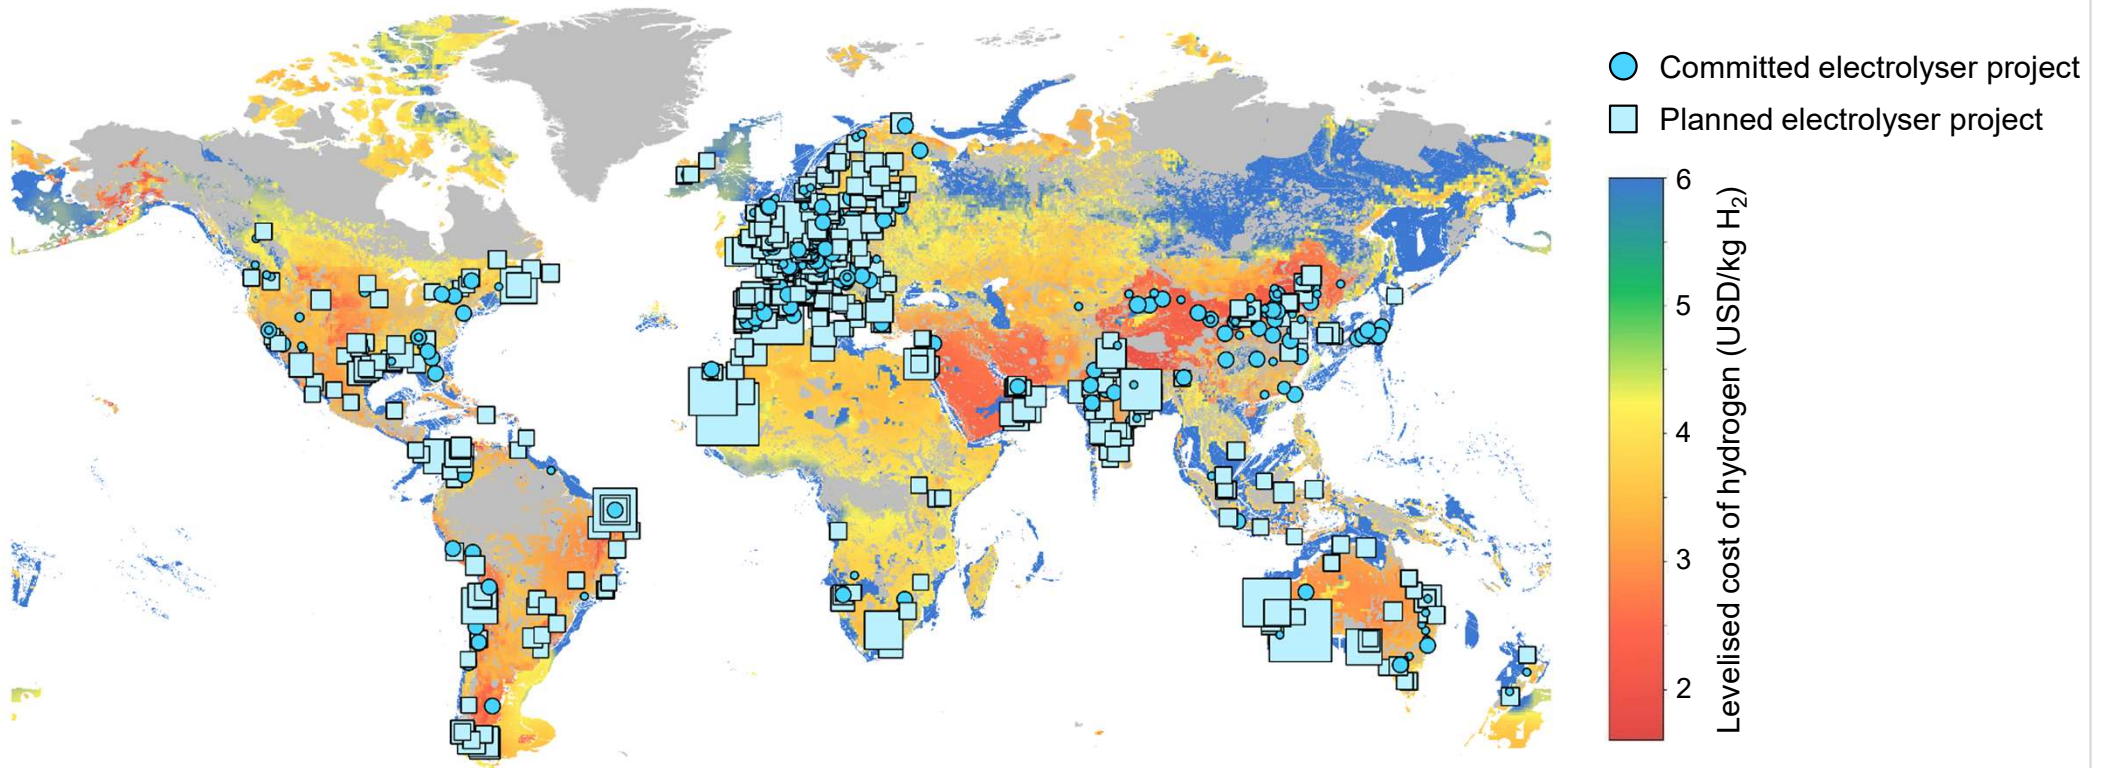 Committed electrolyser project
Planned electrolyser project
6
5
4
3
2
Levelised cost of hydrogen (USD/kg H₂)